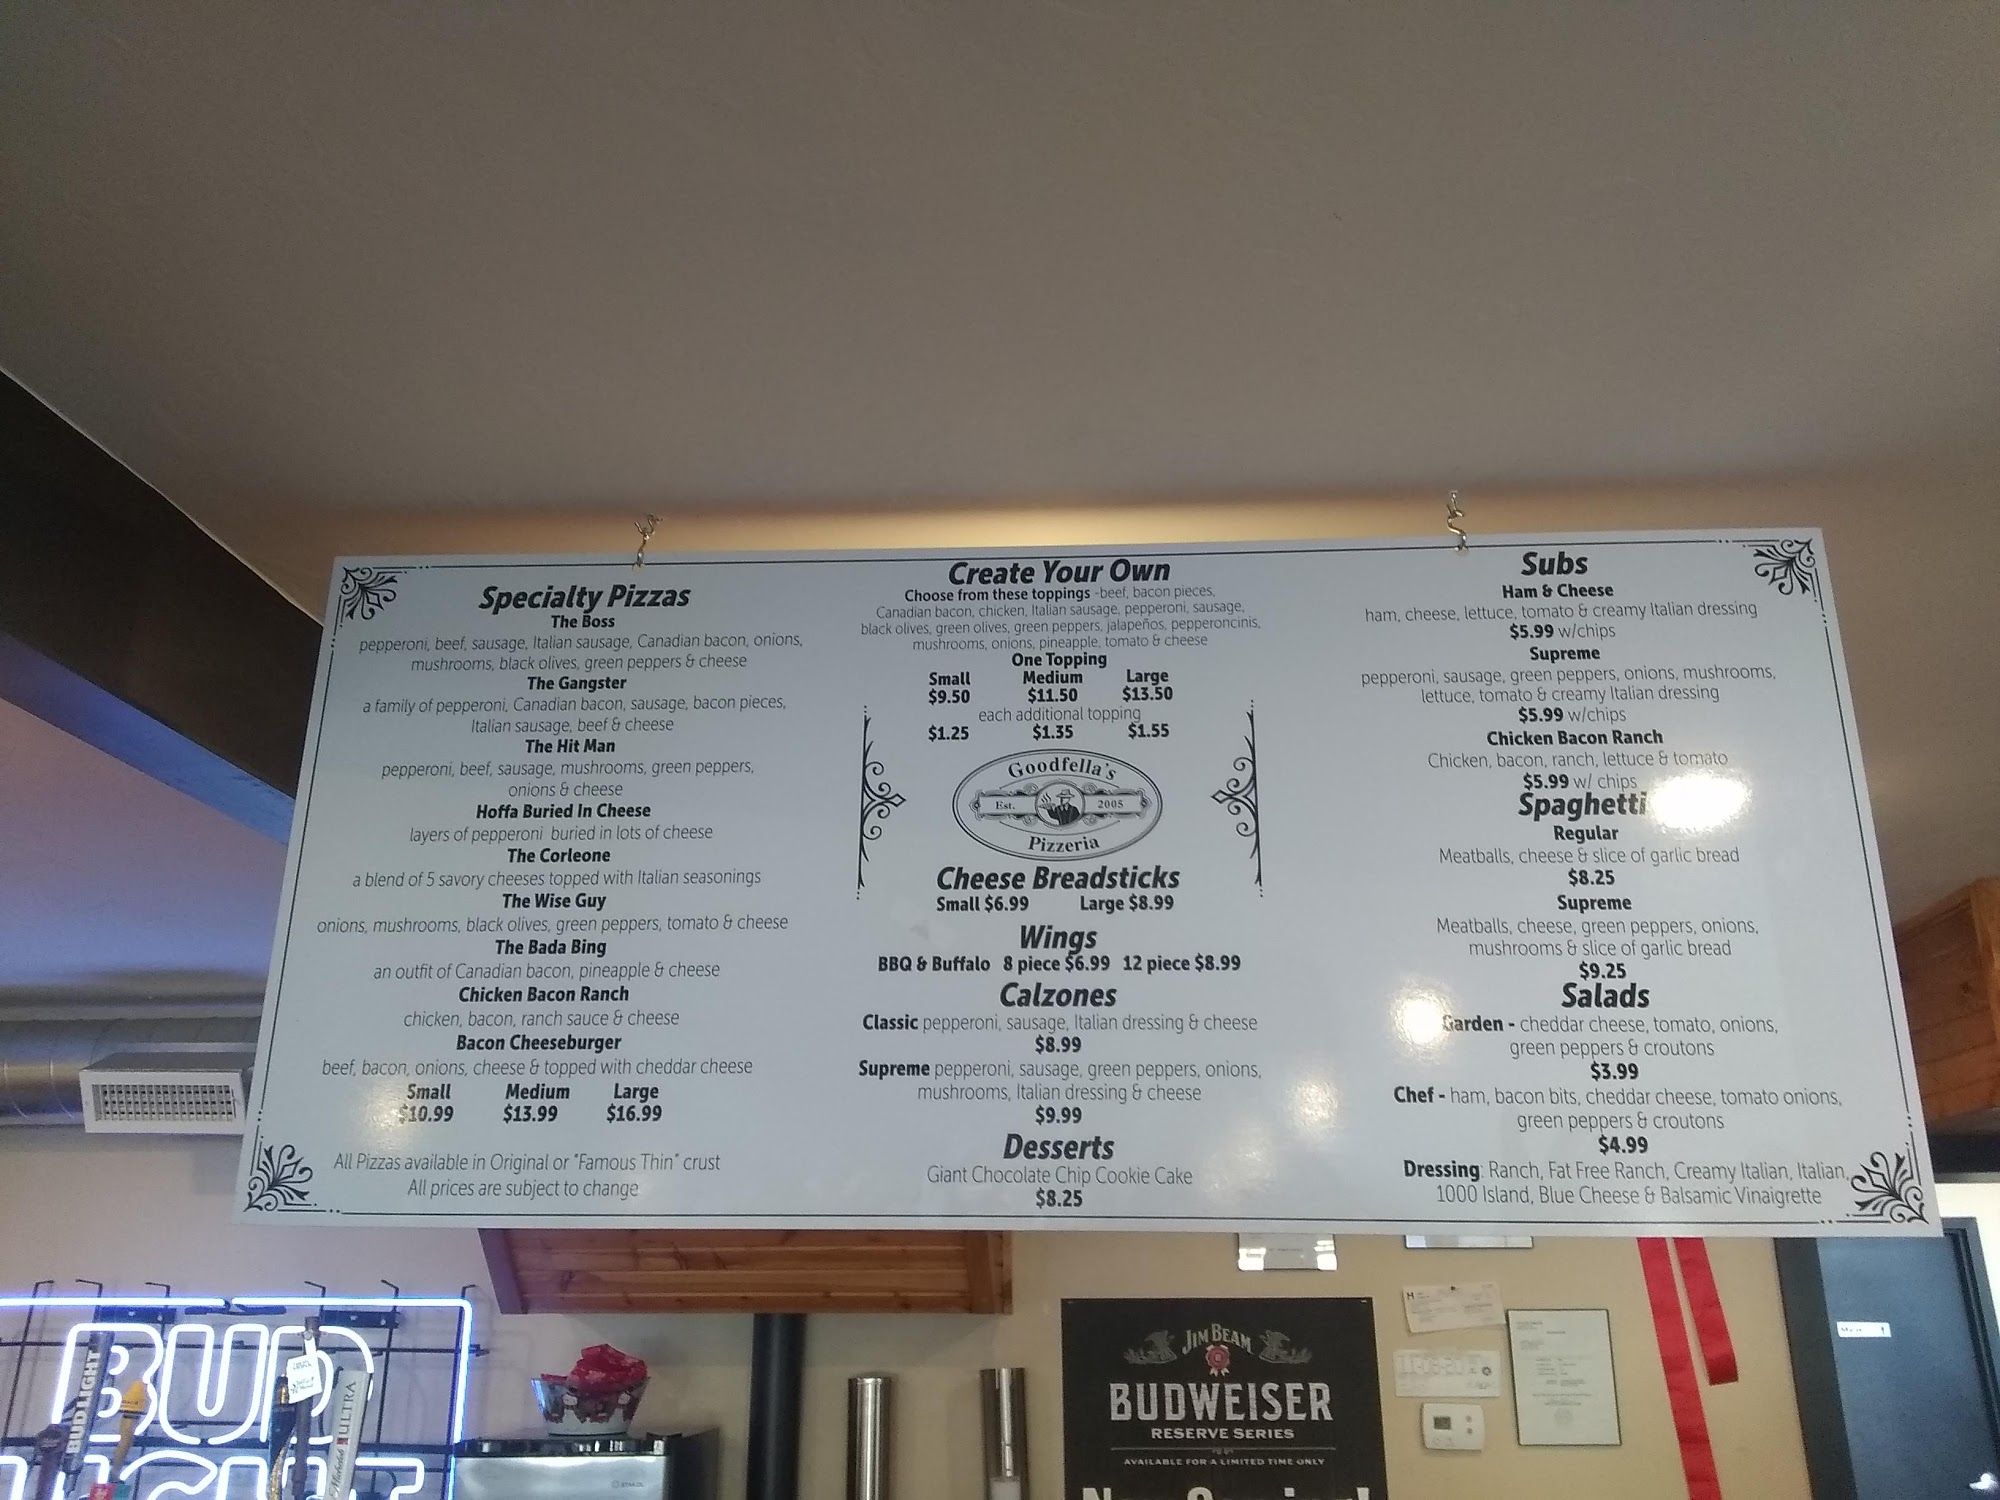 Specialty Pizzas
The Boss
pepperoni, beef, sausage, Italian sausage, Canadian bacon, onions,
mushrooms, black olives, green peppers & cheese
The Gangster
a family of pepperoni, Canadian bacon, sausage, bacon pieces,
Italian sausage, beef & cheese
The Hit Man
pepperoni, beef, sausage, mushrooms, green peppers,
onions & cheese
Hoffa Buried In Cheese
layers of pepperoni buried in lots of cheese
The Corleone
a blend of 5 savory cheeses topped with Italian seasonings
The Wise Guy
onions, mushrooms, black olives, green peppers, tomato & cheese
The Bada Bing
an outfit of Canadian bacon, pineapple & cheese
Chicken Bacon Ranch
chicken, bacon, ranch sauce & cheese
Bacon Cheeseburger
beef, bacon, onions, cheese & topped with cheddar cheese
Small Medium Large
$10.99 $13.99 $16.99
All Pizzas available in Original or "Famous Thin" crust
All prices are subject to change
Create Your Own
Choose from these toppings -beef, bacon pieces,
Canadian bacon, chicken, Italian sausage, pepperoni, sausage,
black olives, green olives, green peppers, jalapeños, pepperoncinis,
mushrooms, onions, pineapple, tomato & cheese
One Topping
Small Medium Large
$9.50 $11.50 $13.50
each additional topping
$1.25 $1.35 $1.55
Goodfella's
Est. 2005
Pizzeria
Cheese Breadsticks
Small $6.99 Large $8.99
Wings
BBQ & Buffalo 8 piece $6.99 12 piece $8.99
Calzones
Classic pepperoni, sausage, Italian dressing & cheese
$8.99
Supreme pepperoni, sausage, green peppers, onions,
mushrooms, Italian dressing & cheese
$9.99
Desserts
Giant Chocolate Chip Cookie Cake
$8.25
Subs
Ham & Cheese
ham, cheese, lettuce, tomato & creamy Italian dressing
$5.99 w/chips
Supreme
pepperoni, sausage, green peppers, onions, mushrooms,
lettuce, tomato & creamy Italian dressing
$5.99 w/chips
Chicken Bacon Ranch
Chicken, bacon, ranch, lettuce & tomato
$5.99 w/ chips
Spaghetti
Regular
Meatballs, cheese & slice of garlic bread
$8.25
Supreme
Meatballs, cheese, green peppers, onions,
mushrooms & slice of garlic bread
$9.25
Salads
Garden - cheddar cheese, tomato, onions,
green peppers & croutons
$3.99
Chef - ham, bacon bits, cheddar cheese, tomato onions,
green peppers & croutons
$4.99
Dressing: Ranch, Fat Free Ranch, Creamy Italian, Italian,
1000 Island, Blue Cheese & Balsamic Vinaigrette
BUD
LIGHT
BUD LIGHT
Michelob ULTRA
JIM BEAM
BUDWEISER
RESERVE SERIES
AVAILABLE FOR A LIMITED TIME ONLY